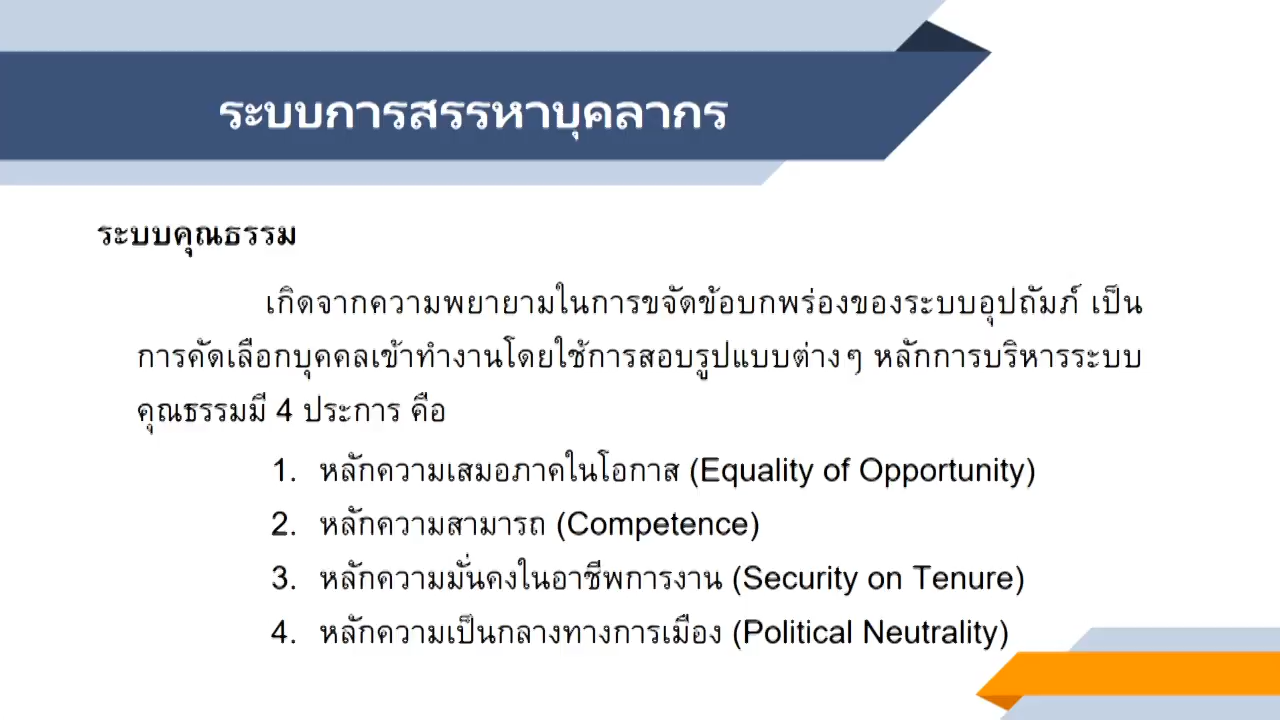 ระบบการสรรหาบุคลากร
ระบบคุณธรรม
เกิดจากความพยายามในการขจัดข้อบกพร่องของระบบอุปถัมภ์ เป็น
การคัดเลือกบุคคลเข้าทำงานโดยใช้การสอบรูปแบบต่างๆ หลักการบริหารระบบ
คุณธรรมมี 4 ประการ คือ
1. หลักความเสมอภาคในโอกาส (Equality of Opportunity)
2. หลักความสามารถ (Competence)
3. หลักความมั่นคงในอาชีพการงาน (Security on Tenure)
4. หลักความเป็นกลางทางการเมือง (Political Neutrality)